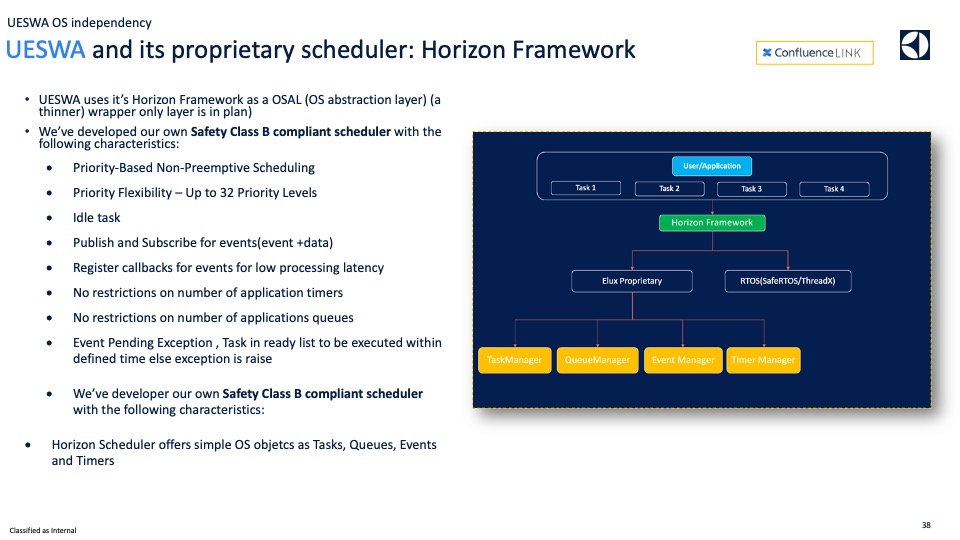 UESWA OS independency
UESWA and its proprietary scheduler: Horizon Framework
ConfluenceLINK
• UESWA uses it's Horizon Framework as a OSAL (OS abstraction layer) (a
thinner) wrapper only layer is in plan)
• We've developed our own Safety Class B compliant scheduler with the
following characteristics:
• Priority-Based Non-Preemptive Scheduling
• Priority Flexibility – Up to 32 Priority Levels
• Idle task
• Publish and Subscribe for events(event +data)
• Register callbacks for events for low processing latency
• No restrictions on number of application timers
• No restrictions on number of applications queues
• Event Pending Exception , Task in ready list to be executed within
defined time else exception is raise
• We've developer our own Safety Class B compliant scheduler
with the following characteristics:
• Horizon Scheduler offers simple OS objetcs as Tasks, Queues, Events
and Timers
User/Application
Task 1 Task 2 Task 3 Task 4
Horizon Framework
Elux Proprietary RTOS(SafeRTOS/ThreadX)
TaskManager QueueManager Event Manager Timer Manager
Classified as Internal
38